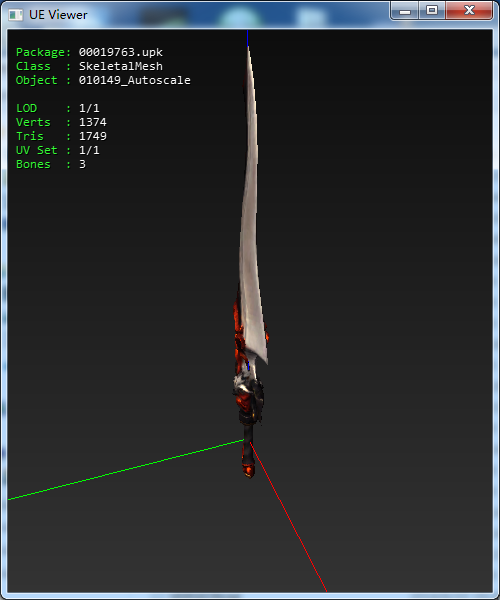 UE Viewer
Package: 00019763.upk
Class : SkeletalMesh
Object : 010149_Autoscale
LOD : 1/1
Verts : 1374
Tris : 1749
UV Set : 1/1
Bones : 3